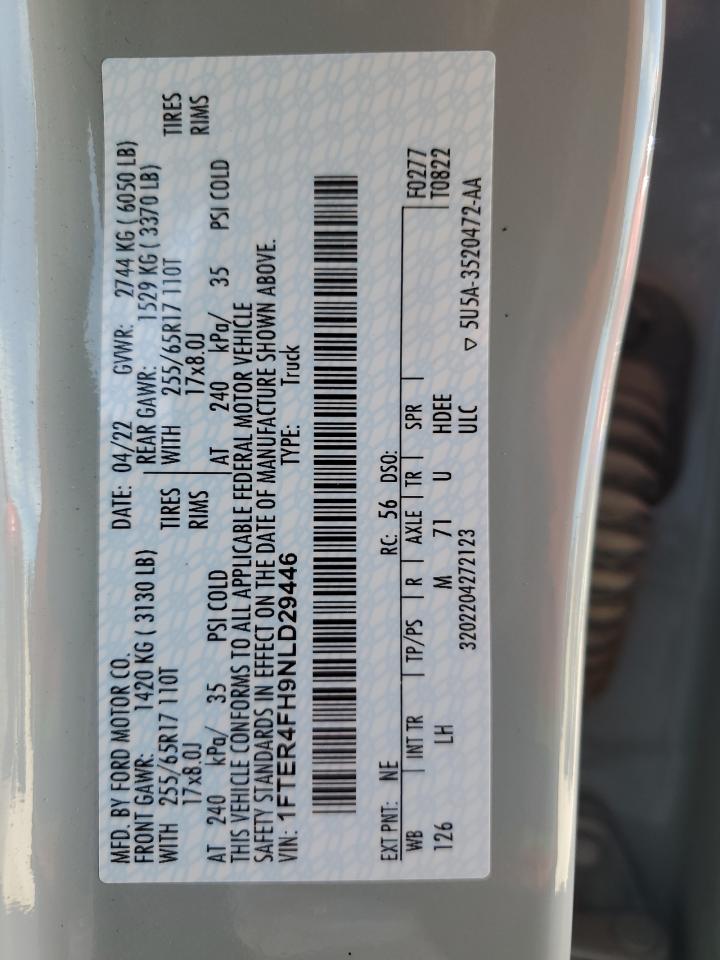 MFD. BY FORD MOTOR CO. DATE: 04/22 GVWR: 2744 KG ( 6050 LB)
FRONT GAWR: 1420 KG ( 3130 LB) REAR GAWR: 1529 KG ( 3370 LB)
WITH 255/65R17 110T TIRES WITH 255/65R17 110T TIRES
17x8.0J RIMS 17x8.0J RIMS
AT 240 kPa/ 35 PSI COLD AT 240 kPa/ 35 PSI COLD
THIS VEHICLE CONFORMS TO ALL APPLICABLE FEDERAL MOTOR VEHICLE
SAFETY STANDARDS IN EFFECT ON THE DATE OF MANUFACTURE SHOWN ABOVE.
VIN: 1FTER4FH9NLD29446 TYPE: Truck
EXT PNT: NE RC: 56 DSO:
WB INT TR TP/PS R AXLE TR SPR F0277
126 LH M 71 U HDEE T0822
3202204272123 ULC
▽ 5U5A-3520472-AA